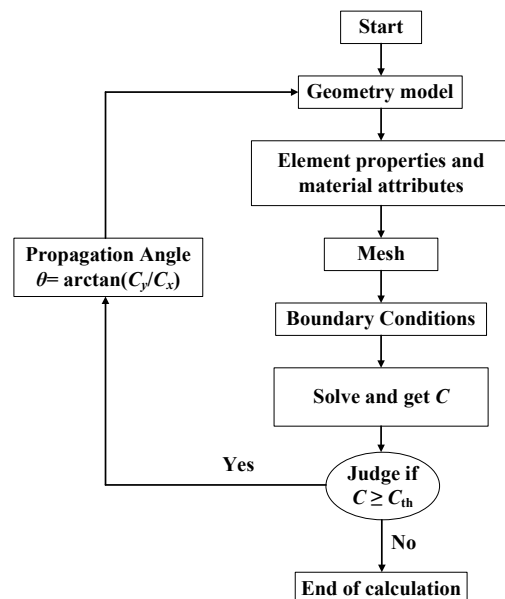 Start
Geometry model
Element properties and
material attributes
Propagation Angle
θ= arctan(Cy/Cx)
Mesh
Boundary Conditions
Solve and get C
Yes
Judge if
C ≥ Cth
No
End of calculation